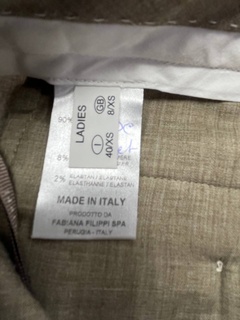 LADIES
GB 8/XS
I 40/XS
90%
8%
2% ELASTAN / ELASTANE
ELASTHANNE / ELASTAN
MADE IN ITALY
PRODOTTO DA
FABIANA FILIPPI SPA
PERUGIA - ITALY